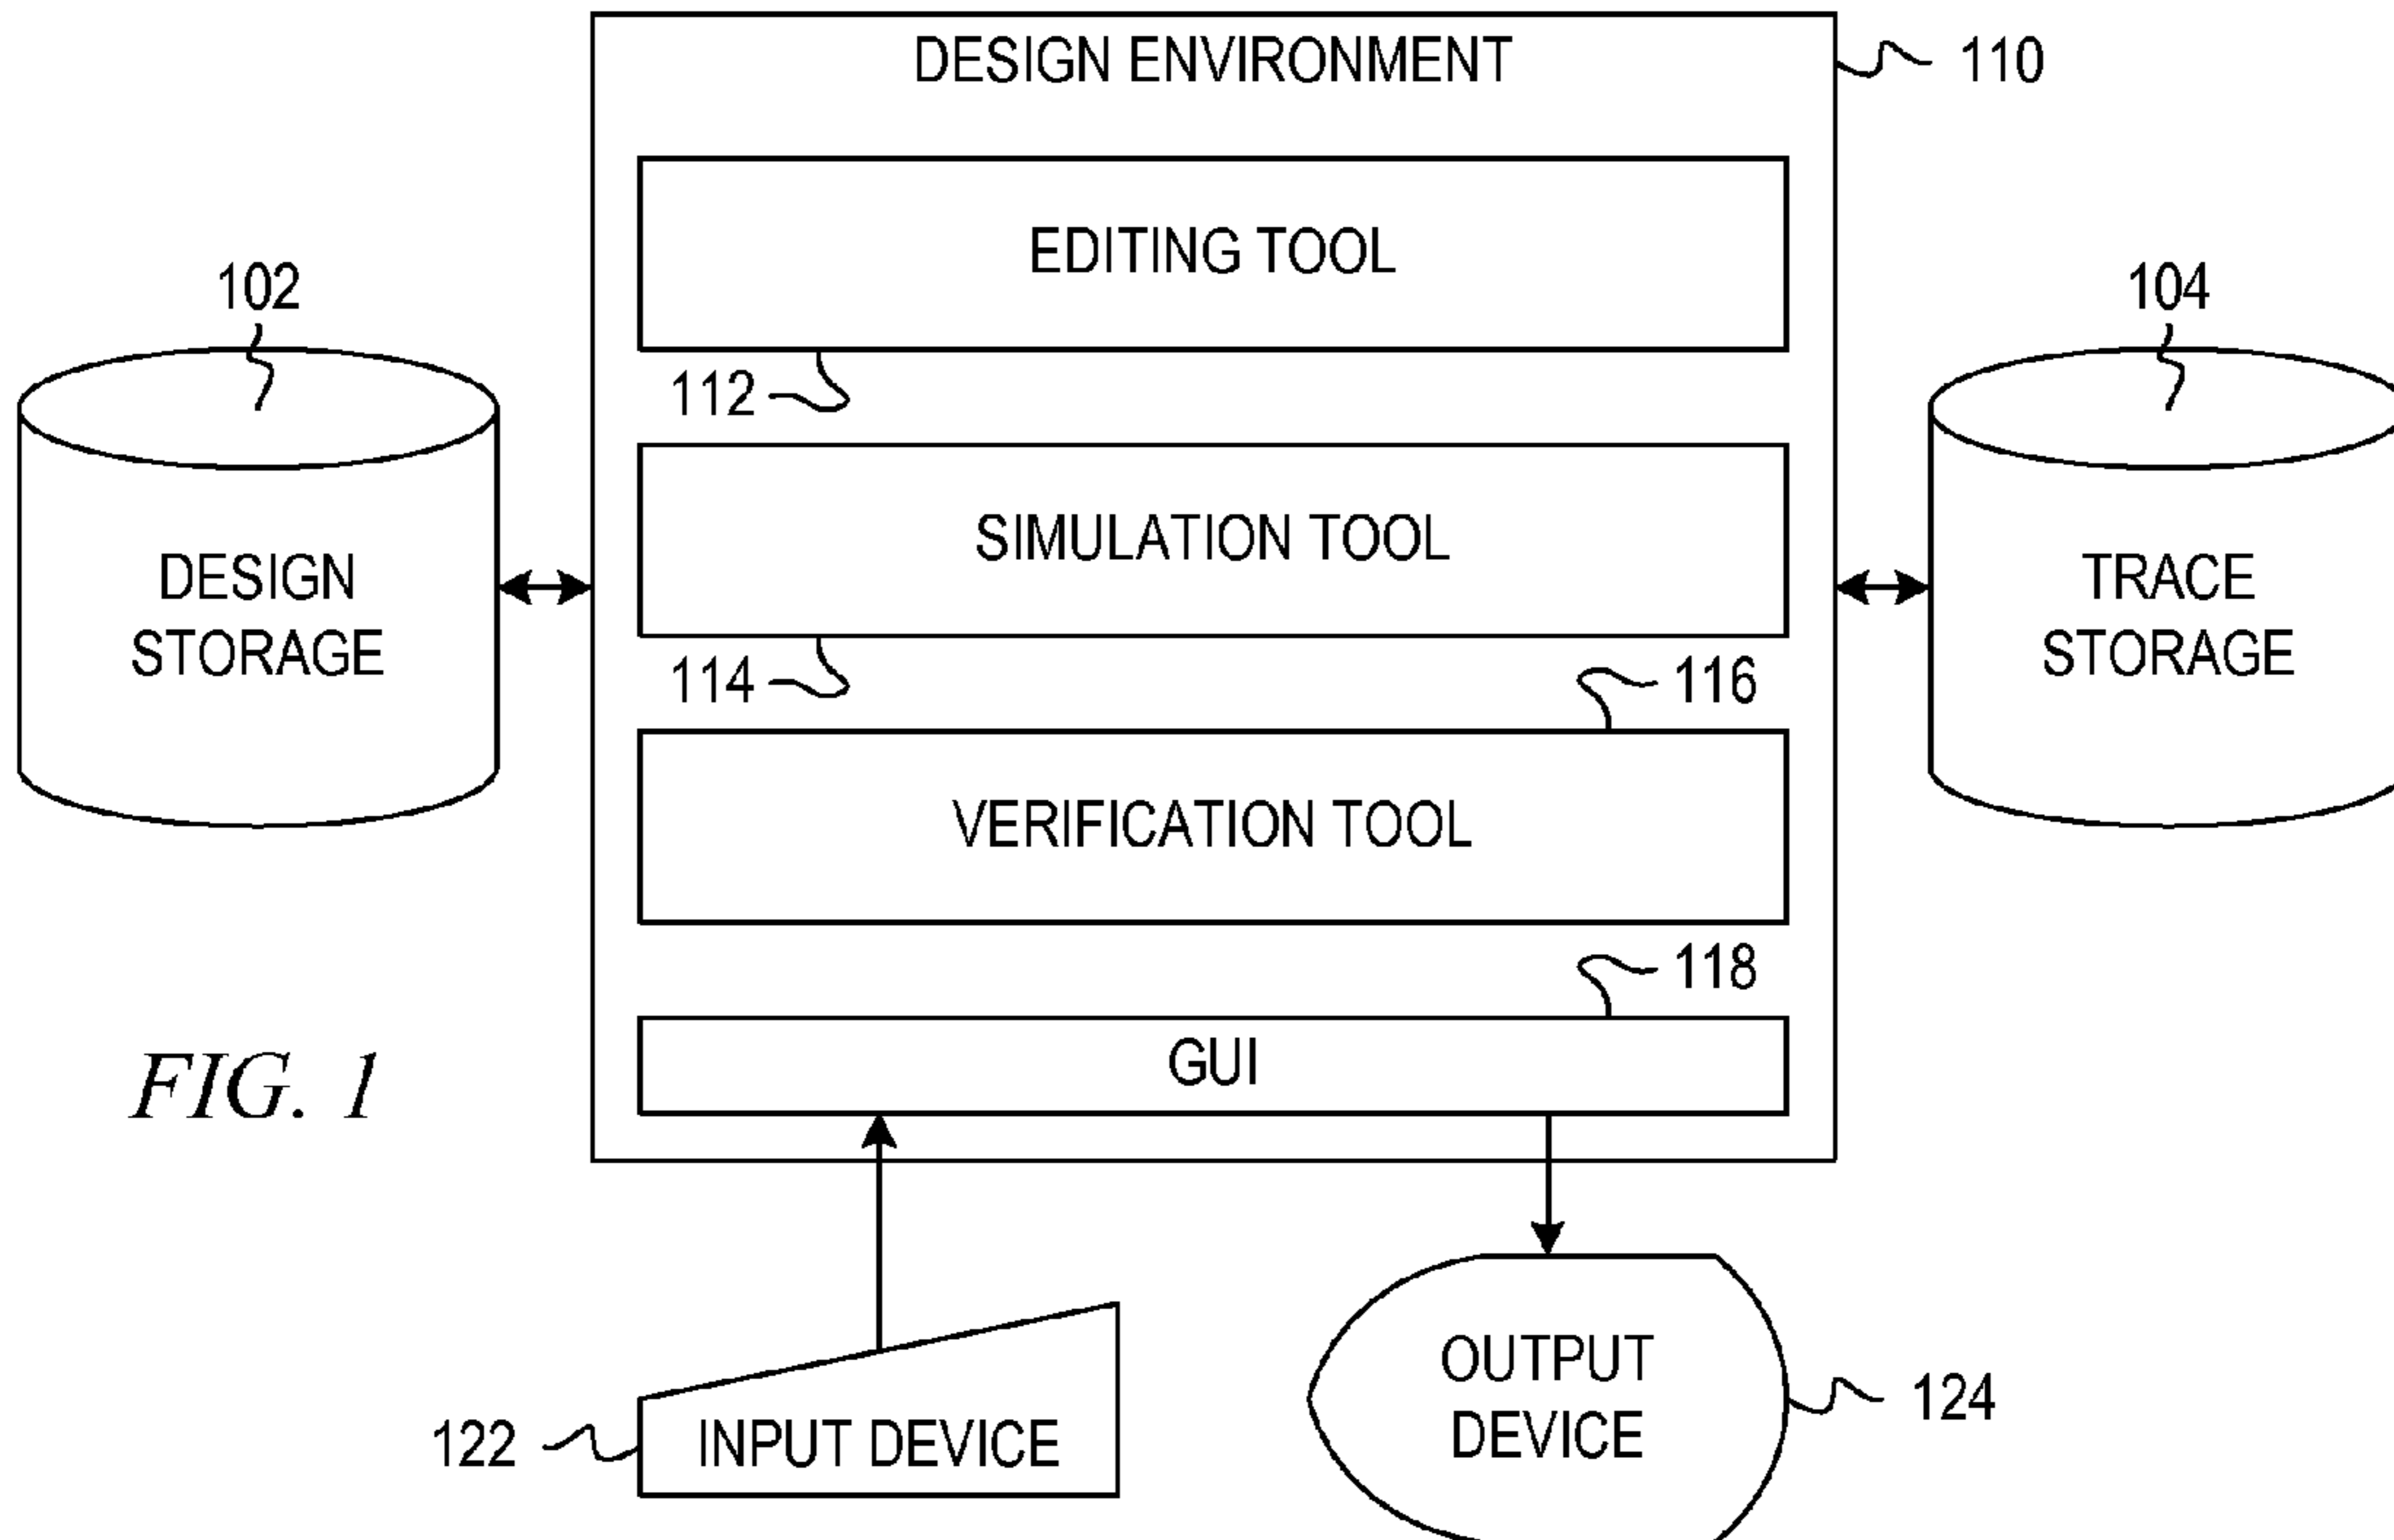 DESIGN ENVIRONMENT
110
EDITING TOOL
102
104
112
SIMULATION TOOL
DESIGN
STORAGE
TRACE
STORAGE
114
116
VERIFICATION TOOL
118
GUI
FIG. 1
OUTPUT
DEVICE
124
122
INPUT DEVICE